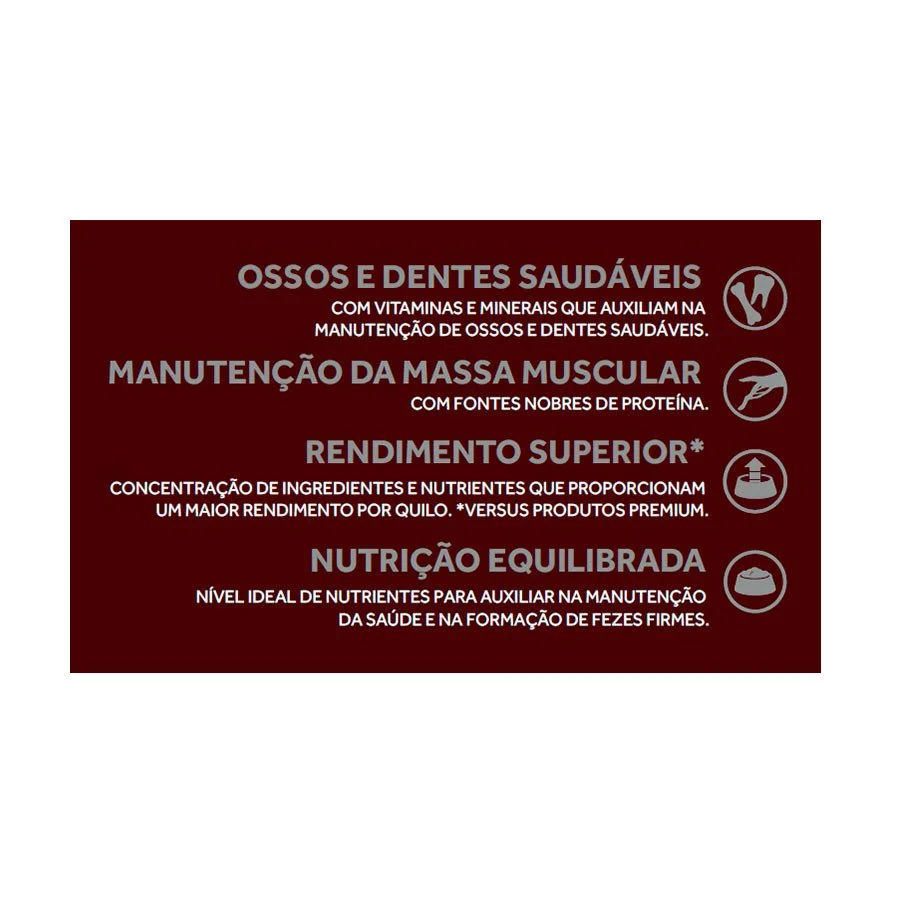 OSSOS E DENTES SAUDÁVEIS
COM VITAMINAS E MINERAIS QUE AUXILIAM NA
MANUTENÇÃO DE OSSOS E DENTES SAUDÁVEIS.
MANUTENÇÃO DA MASSA MUSCULAR
COM FONTES NOBRES DE PROTEÍNA.
RENDIMENTO SUPERIOR*
CONCENTRAÇÃO DE INGREDIENTES E NUTRIENTES QUE PROPORCIONAM
UM MAIOR RENDIMENTO POR QUILO. *VERSUS PRODUTOS PREMIUM.
NUTRIÇÃO EQUILIBRADA
NÍVEL IDEAL DE NUTRIENTES PARA AUXILIAR NA MANUTENÇÃO
DA SAÚDE E NA FORMAÇÃO DE FEZES FIRMES.